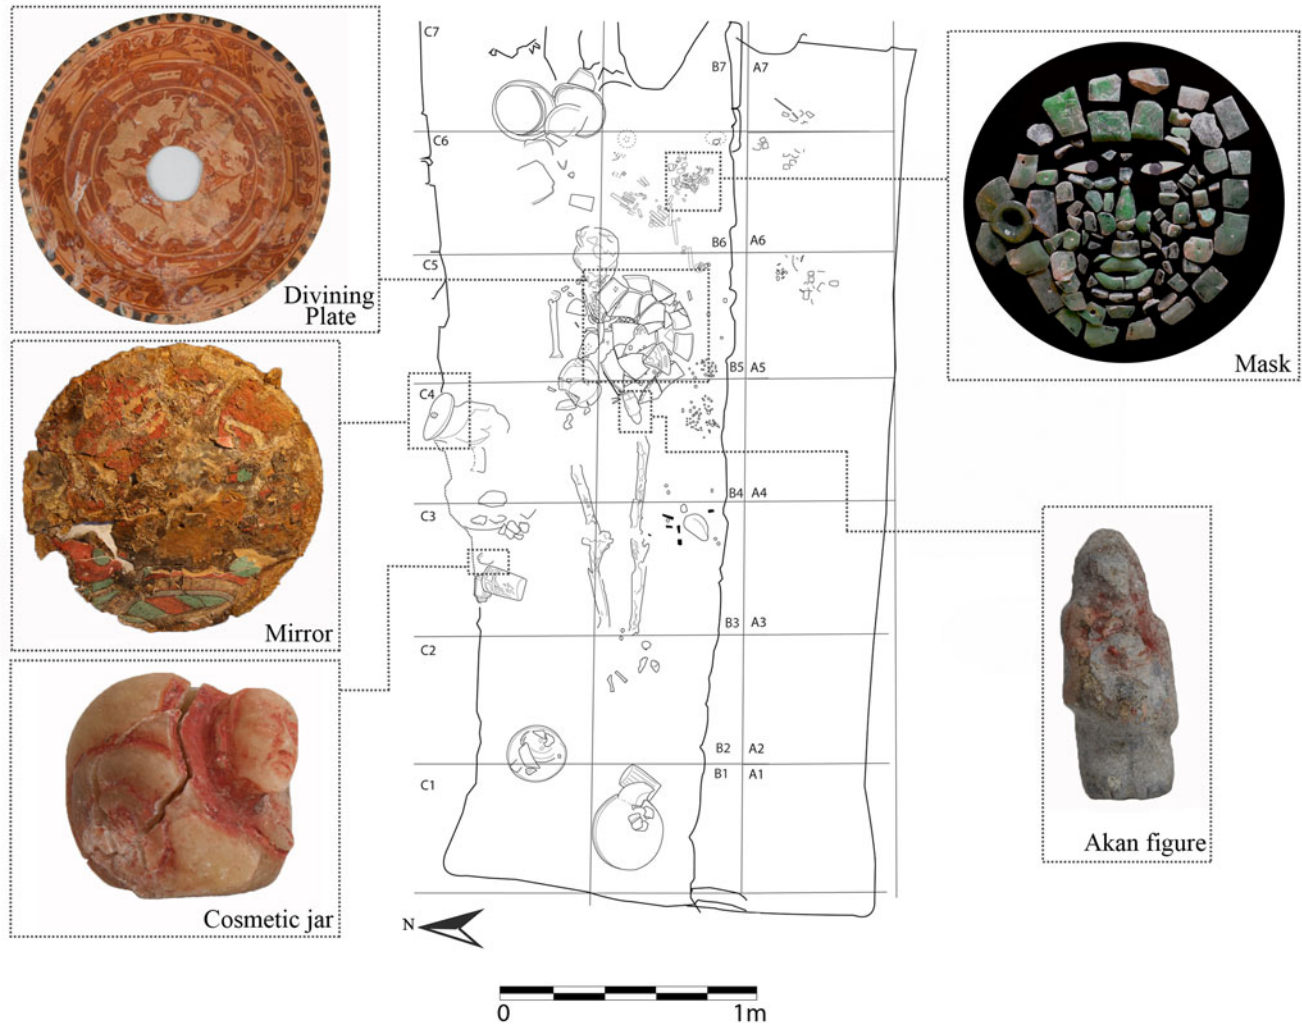 Divining
Plate
Mirror
Cosmetic jar
C7
B7 A7
C6
B6 A6
C5
B5 A5
C4
B4 A4
C3
B3 A3
C2
B2 A2
C1
B1 A1
N
0 1m
Mask
Akan figure